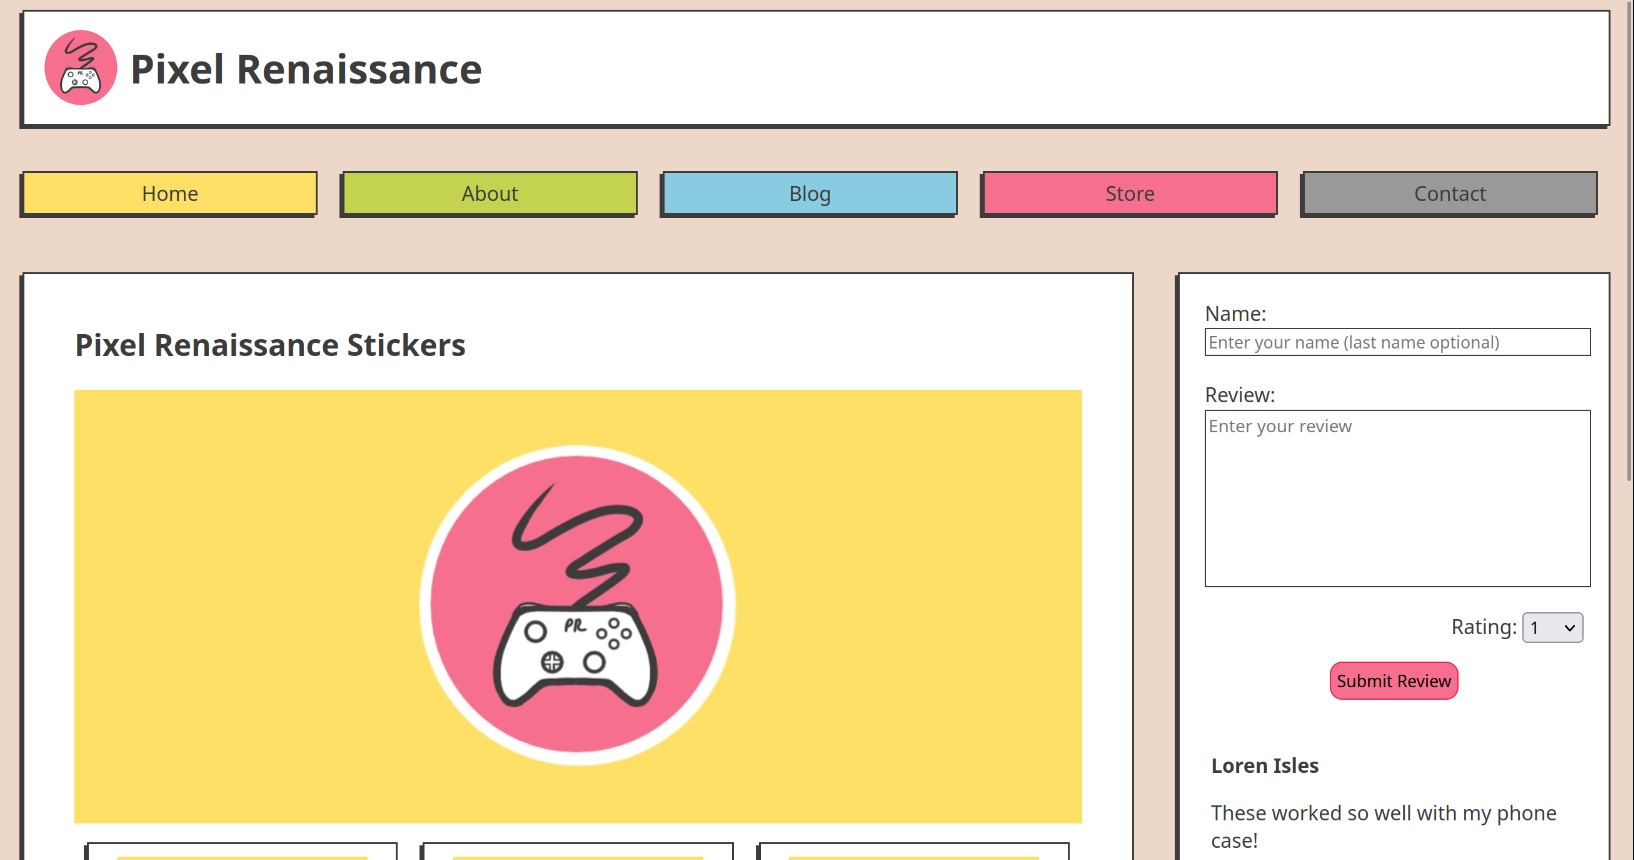 Pixel Renaissance
Home
About
Blog
Store
Contact
Pixel Renaissance Stickers
PR
Name:
Enter your name (last name optional)
Review:
Enter your review
Rating: 1
Submit Review
Loren Isles
These worked so well with my phone
case!